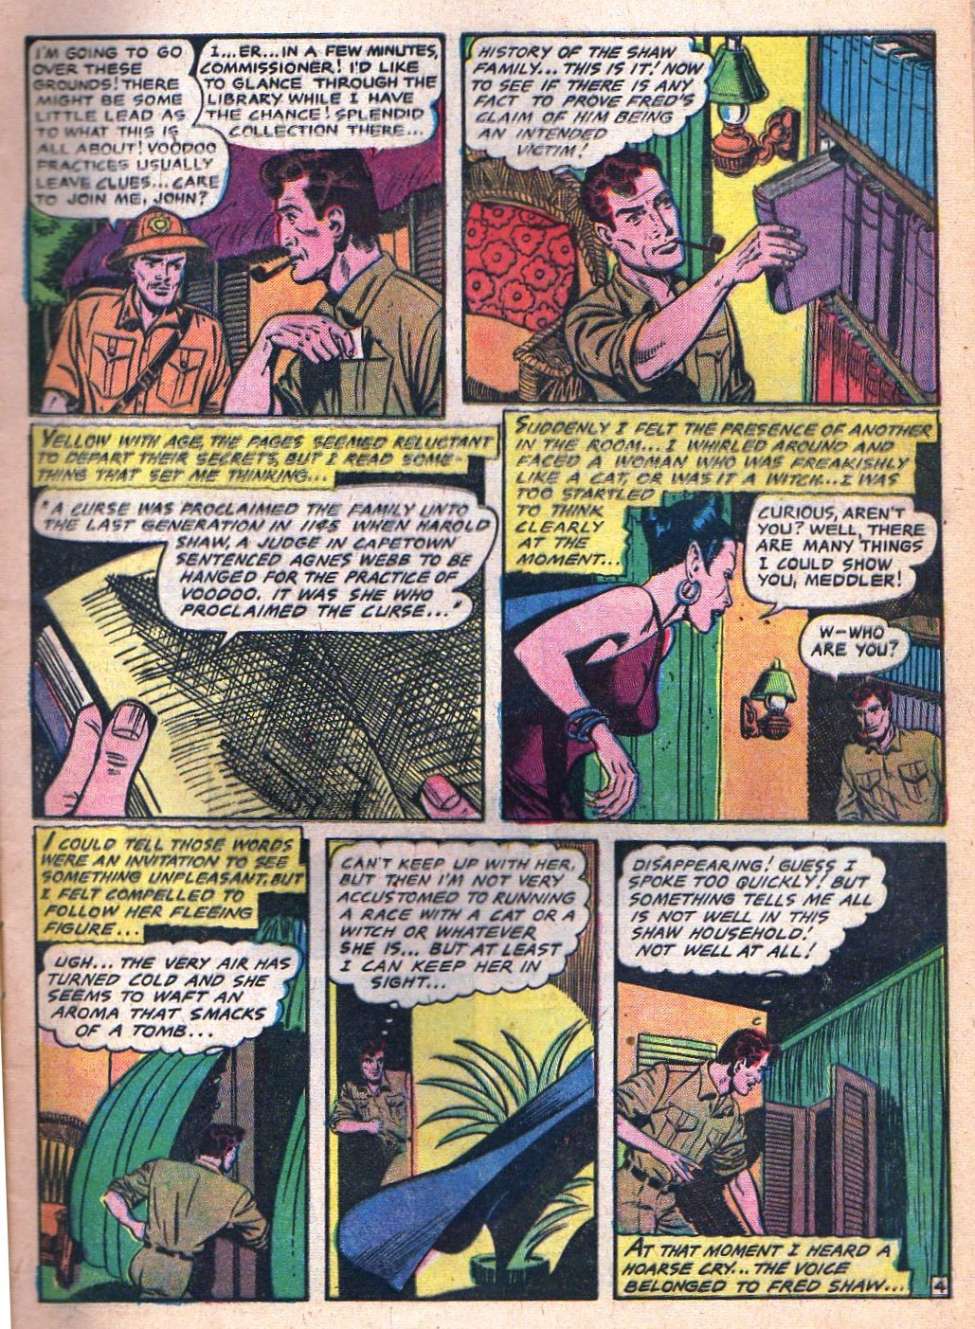 I'M GOING TO GO
OVER THESE
GROUNDS! THERE
MIGHT BE SOME
LITTLE LEAD AS
TO WHAT THIS IS
ALL ABOUT! VOODOO
PRACTICES USUALLY
LEAVE CLUES... CARE
TO JOIN ME, JOHN?
I...ER...IN A FEW MINUTES,
COMMISSIONER! I'D LIKE
TO GLANCE THROUGH THE
LIBRARY WHILE I HAVE
THE CHANCE! SPLENDID
COLLECTION THERE...
HISTORY OF THE SHAW
FAMILY... THIS IS IT! NOW
TO SEE IF THERE IS ANY
FACT TO PROVE FRED'S
CLAIM OF HIM BEING
AN INTENDED
VICTIM!
YELLOW WITH AGE, THE PAGES SEEMED RELUCTANT
TO DEPART THEIR SECRETS, BUT I READ SOME-
THING THAT SET ME THINKING...
"A CURSE WAS PROCLAIMED THE FAMILY UNTO
THE LAST GENERATION IN 1145 WHEN HAROLD
SHAW, A JUDGE IN CAPETOWN
SENTENCED AGNES WEBB TO BE
HANGED FOR THE PRACTICE OF
VOODOO. IT WAS SHE WHO
PROCLAIMED THE CURSE..."
SUDDENLY I FELT THE PRESENCE OF ANOTHER
IN THE ROOM... I WHIRLED AROUND AND
FACED A WOMAN WHO WAS FREAKISHLY
LIKE A CAT, OR WAS IT A WITCH... I WAS
TOO STARTLED
TO THINK
CLEARLY
AT THE
MOMENT...
CURIOUS, AREN'T
YOU? WELL, THERE
ARE MANY THINGS
I COULD SHOW
YOU, MEDDLER!
W-WHO
ARE YOU?
I COULD TELL THOSE WORDS
WERE AN INVITATION TO SEE
SOMETHING UNPLEASANT, BUT
I FELT COMPELLED TO
FOLLOW HER FLEEING
FIGURE...
UGH... THE VERY AIR HAS
TURNED COLD AND SHE
SEEMS TO WAFT AN
AROMA THAT SMACKS
OF A TOMB...
CAN'T KEEP UP WITH HER,
BUT THEN I'M NOT VERY
ACCUSTOMED TO RUNNING
A RACE WITH A CAT OR A
WITCH OR WHATEVER
SHE IS... BUT AT LEAST
I CAN KEEP HER IN
SIGHT...
DISAPPEARING! GUESS I
SPOKE TOO QUICKLY! BUT
SOMETHING TELLS ME ALL
IS NOT WELL IN THIS
SHAW HOUSEHOLD!
NOT WELL AT ALL!
AT THAT MOMENT I HEARD A
HOARSE CRY... THE VOICE
BELONGED TO FRED SHAW...
4